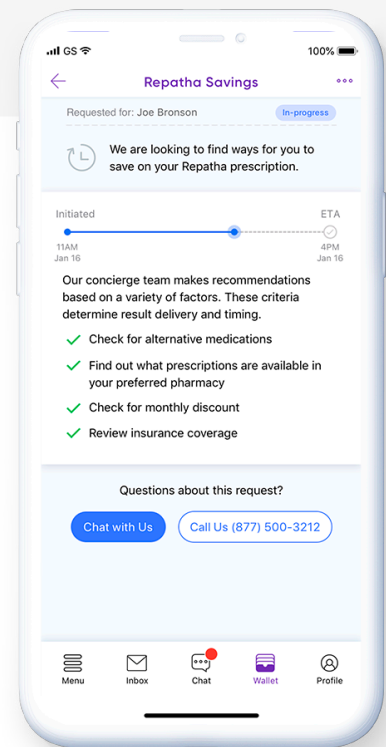 GS
100%
Repatha Savings
Requested for: Joe Bronson
In-progress
We are looking to find ways for you to
save on your Repatha prescription.
Initiated
ETA
11AM
Jan 16
4PM
Jan 16
Our concierge team makes recommendations
based on a variety of factors. These criteria
determine result delivery and timing.
Check for alternative medications
Find out what prescriptions are available in
your preferred pharmacy
Check for monthly discount
Review insurance coverage
Questions about this request?
Chat with Us
Call Us (877) 500-3212
Menu
Inbox
Chat
Wallet
Profile